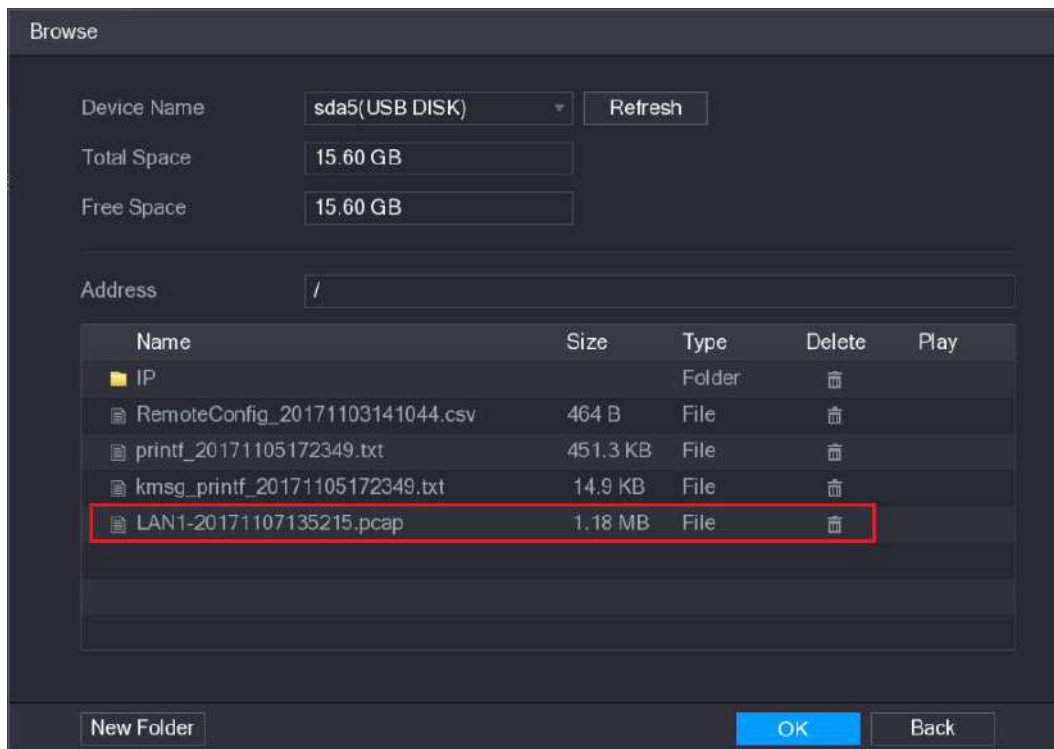 Browse
Device Name sda5(USB DISK) Refresh
Total Space 15.60 GB
Free Space 15.60 GB
Address /
Name Size Type Delete Play
IP Folder
RemoteConfig_20171103141044.csv 464 B File
printf_20171105172349.txt 451.3 KB File
kmsg_printf_20171105172349.txt 14.9 KB File
LAN1-20171107135215.pcap 1.18 MB File
New Folder OK Back